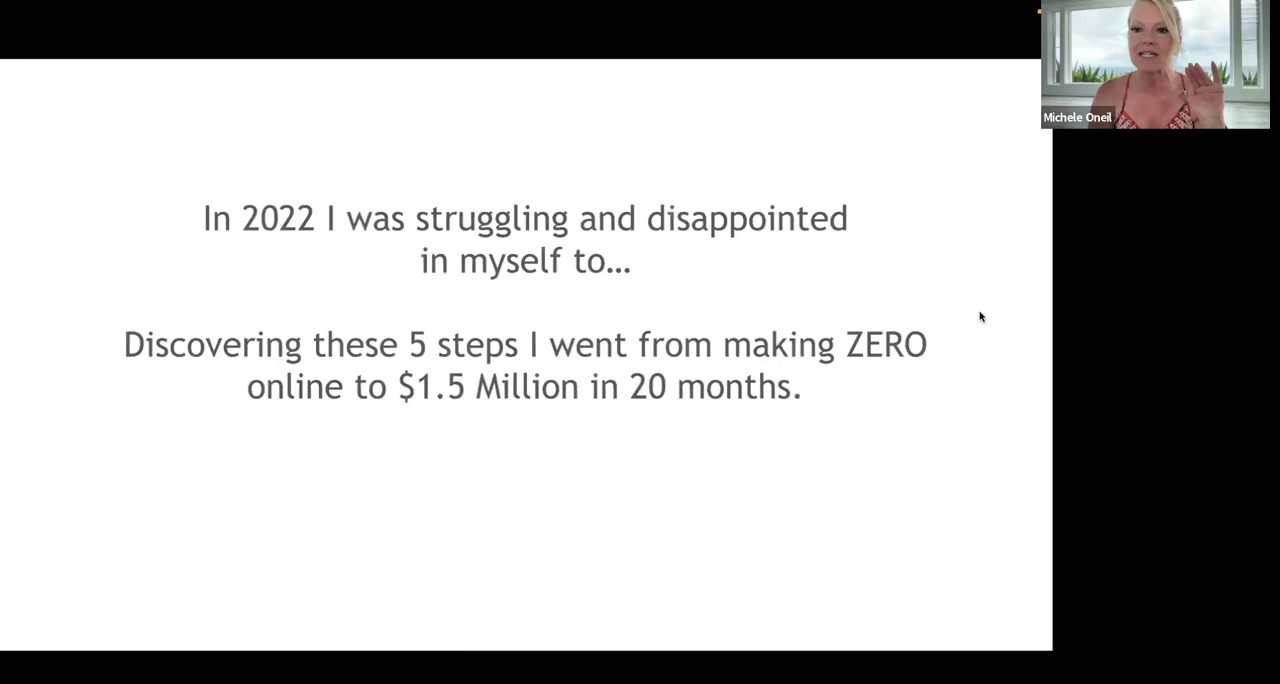 Michele Oneil
In 2022 I was struggling and disappointed
in myself to...
Discovering these 5 steps I went from making ZERO
online to $1.5 Million in 20 months.